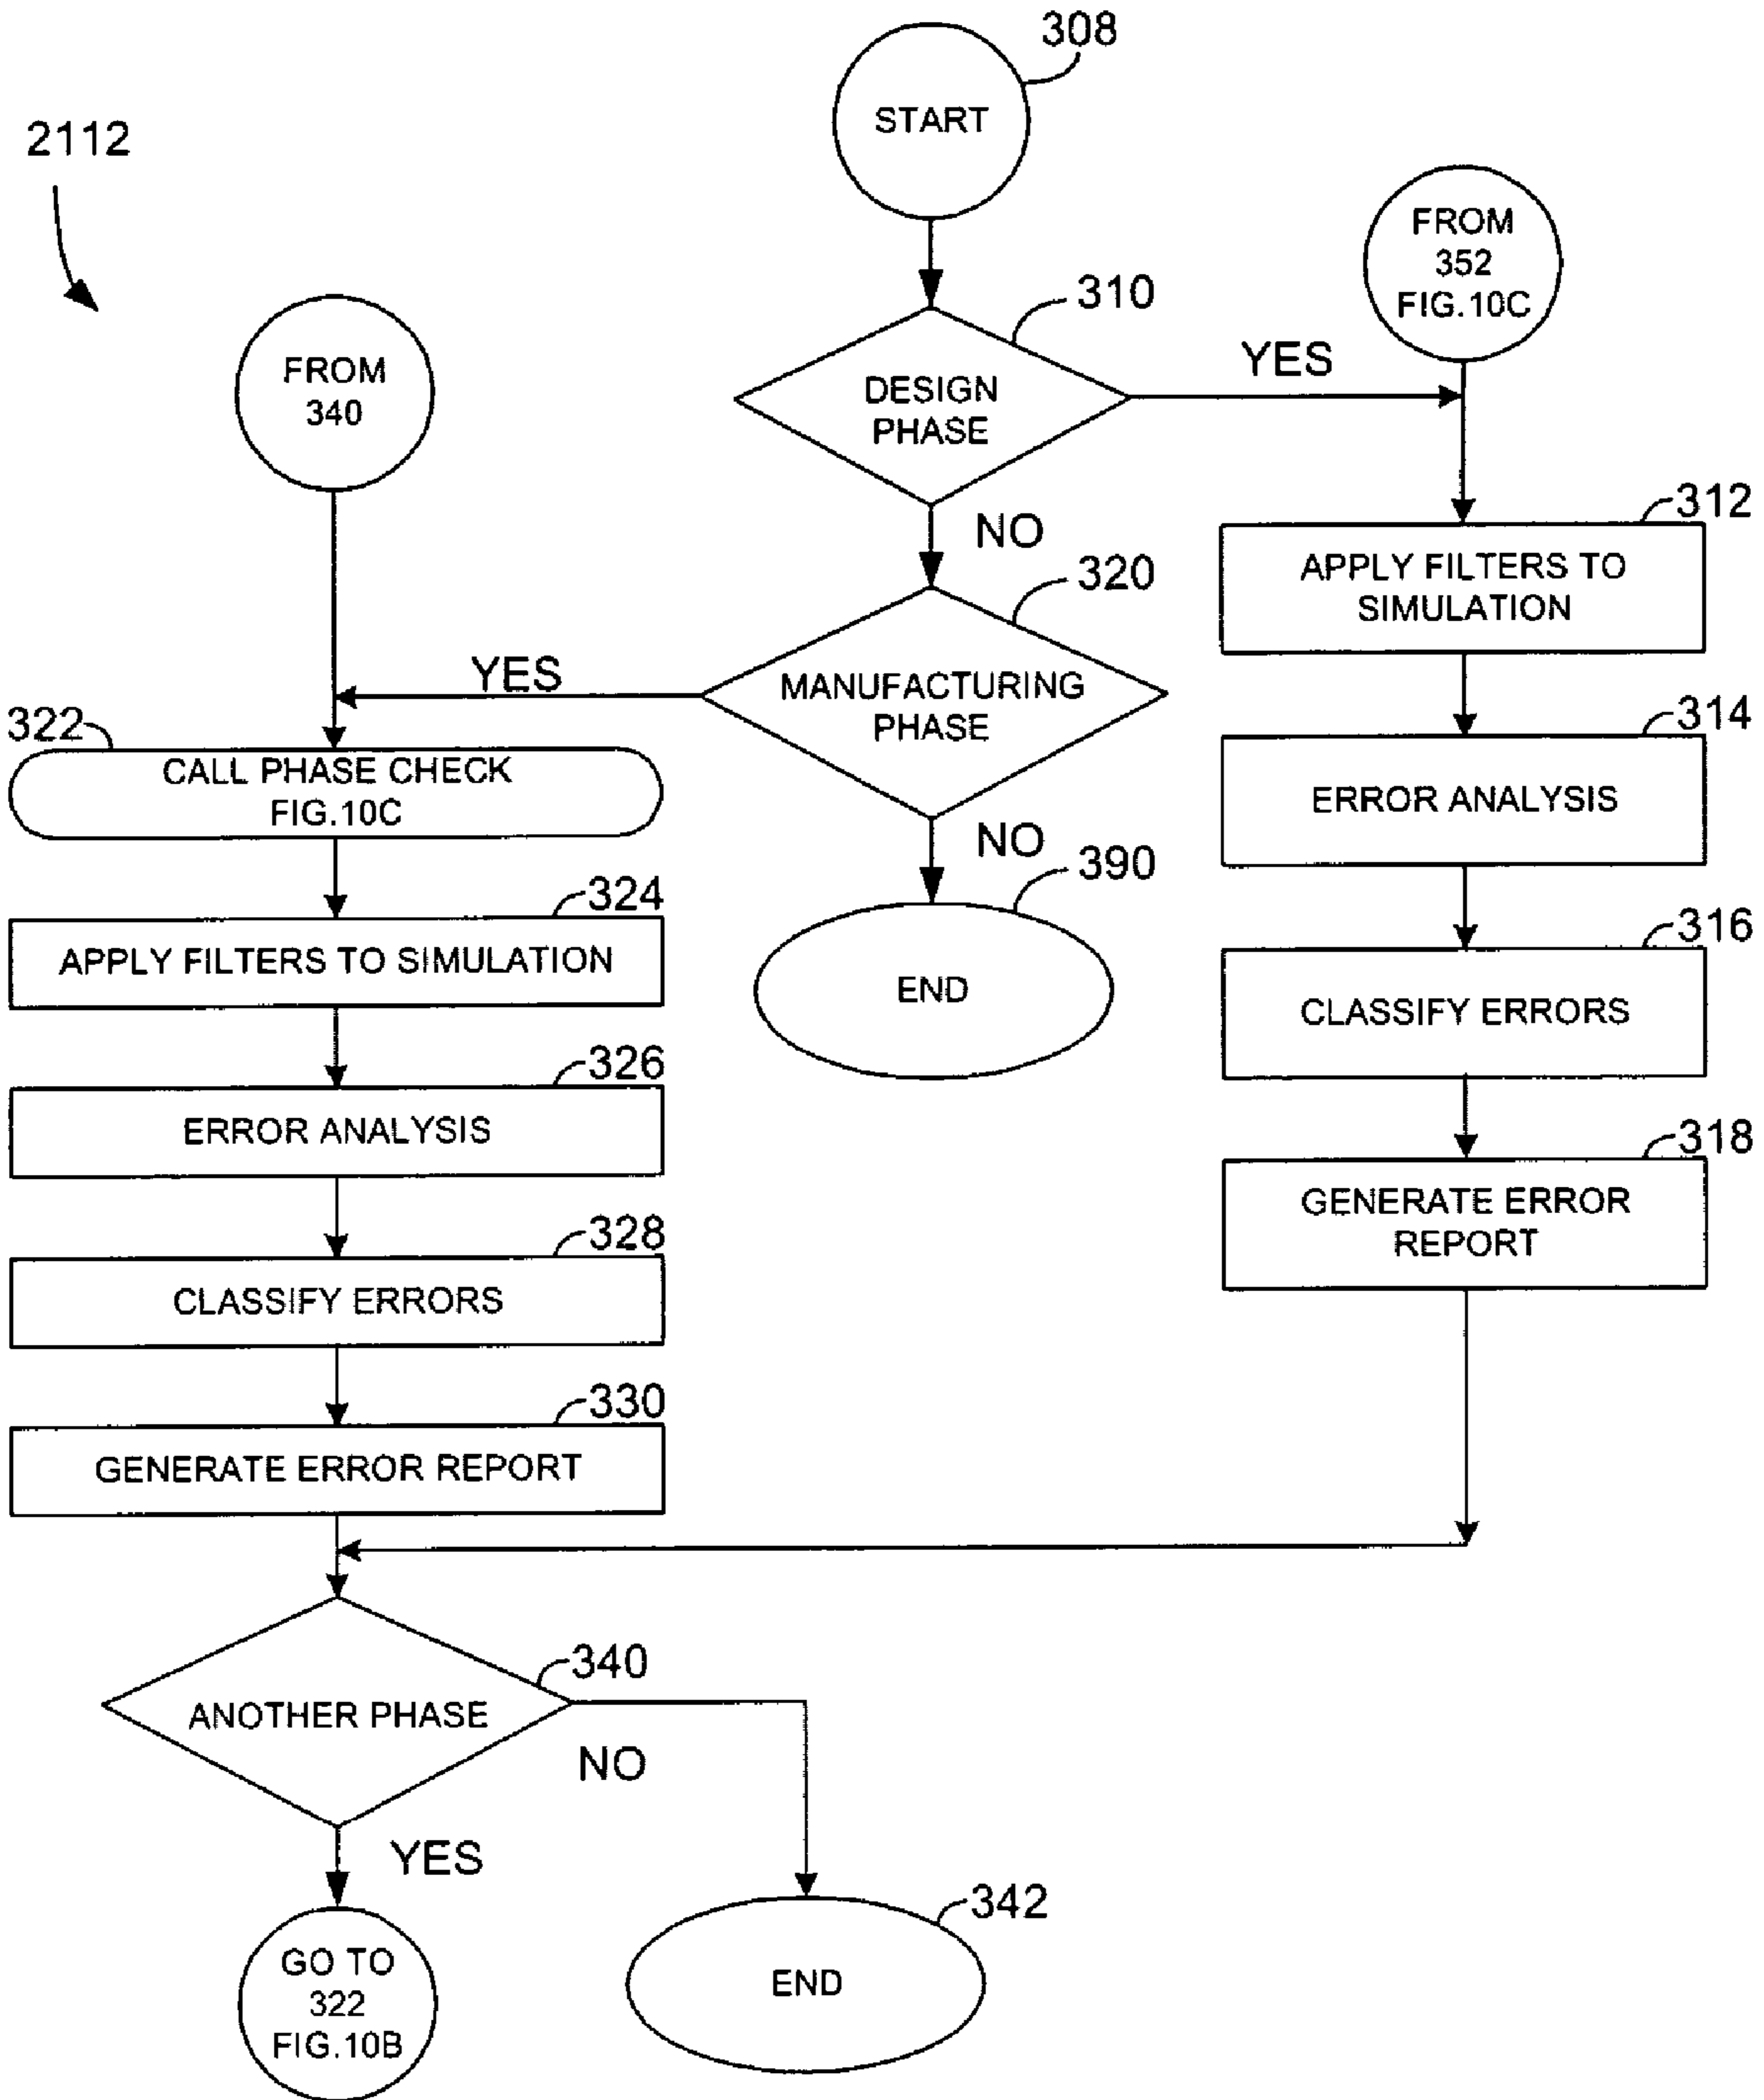 308
START
2112
FROM
352
FIG.10C
310
DESIGN
PHASE
YES
FROM
340
NO
312
APPLY FILTERS TO
SIMULATION
320
MANUFACTURING
PHASE
YES
322
CALL PHASE CHECK
FIG.10C
314
ERROR ANALYSIS
NO
390
END
324
APPLY FILTERS TO SIMULATION
316
CLASSIFY ERRORS
326
ERROR ANALYSIS
318
GENERATE ERROR
REPORT
328
CLASSIFY ERRORS
330
GENERATE ERROR REPORT
340
ANOTHER PHASE
NO
YES
GO TO
322
FIG.10B
342
END